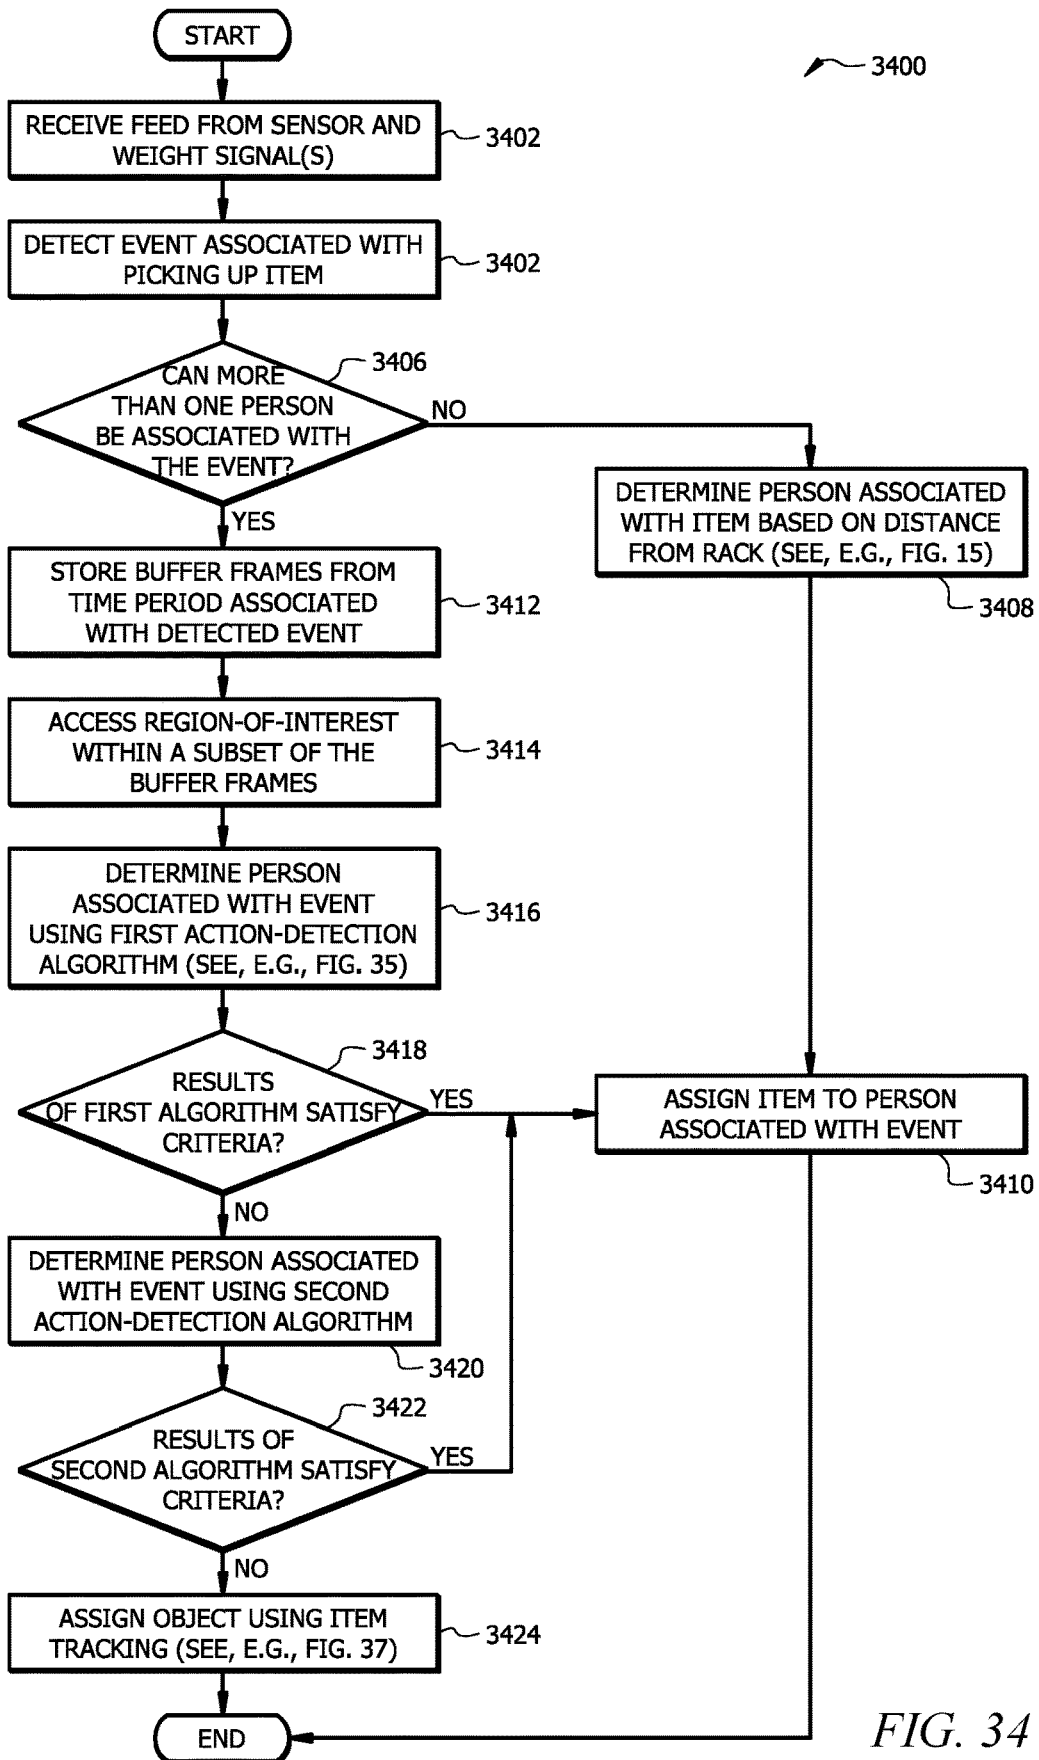 START
3400
RECEIVE FEED FROM SENSOR AND
WEIGHT SIGNAL(S)
3402
DETECT EVENT ASSOCIATED WITH
PICKING UP ITEM
3402
CAN MORE
THAN ONE PERSON
BE ASSOCIATED WITH
THE EVENT?
3406
NO
YES
DETERMINE PERSON ASSOCIATED
WITH ITEM BASED ON DISTANCE
FROM RACK (SEE, E.G., FIG. 15)
3408
STORE BUFFER FRAMES FROM
TIME PERIOD ASSOCIATED
WITH DETECTED EVENT
3412
ACCESS REGION-OF-INTEREST
WITHIN A SUBSET OF THE
BUFFER FRAMES
3414
DETERMINE PERSON
ASSOCIATED WITH EVENT
USING FIRST ACTION-DETECTION
ALGORITHM (SEE, E.G., FIG. 35)
3416
RESULTS
OF FIRST ALGORITHM SATISFY
CRITERIA?
3418
YES
NO
ASSIGN ITEM TO PERSON
ASSOCIATED WITH EVENT
3410
DETERMINE PERSON ASSOCIATED
WITH EVENT USING SECOND
ACTION-DETECTION ALGORITHM
3420
RESULTS OF
SECOND ALGORITHM SATISFY
CRITERIA?
3422
YES
NO
ASSIGN OBJECT USING ITEM
TRACKING (SEE, E.G., FIG. 37)
3424
END
FIG. 34